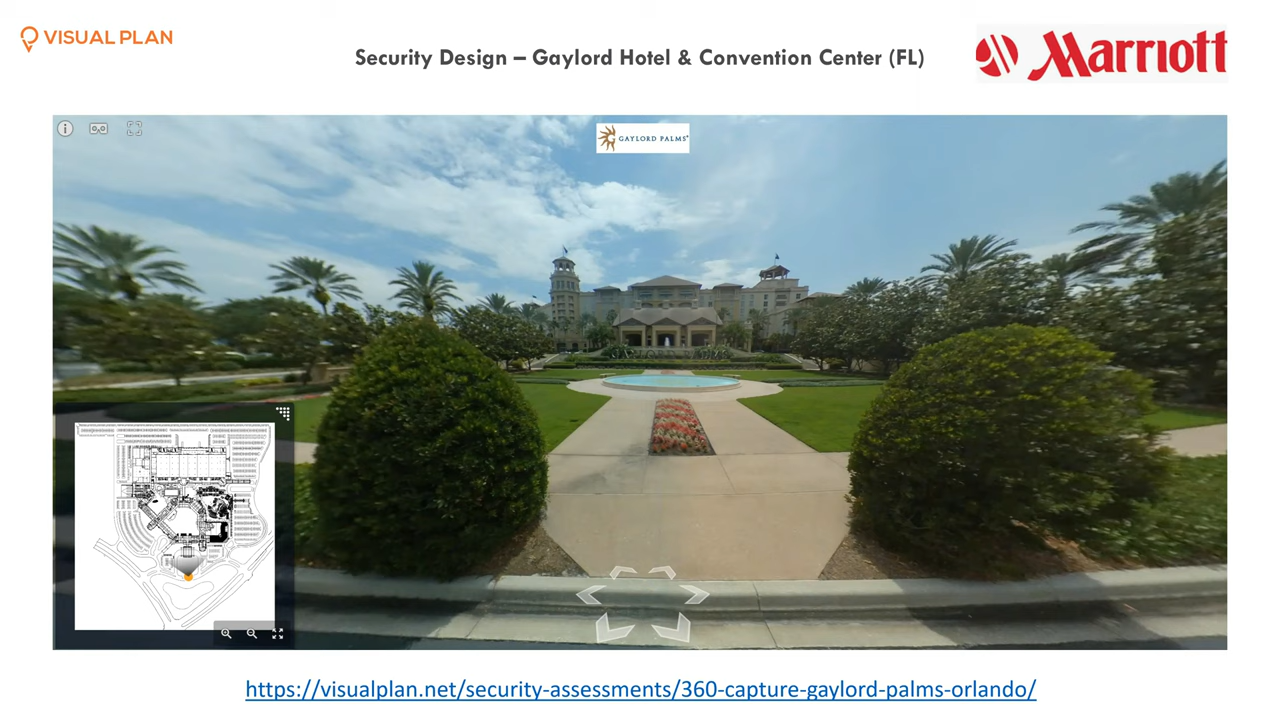 VISUAL PLAN
Security Design – Gaylord Hotel & Convention Center (FL)
Marriott
GAYLORD PALMS
https://visualplan.net/security-assessments/360-capture-gaylord-palms-orlando/